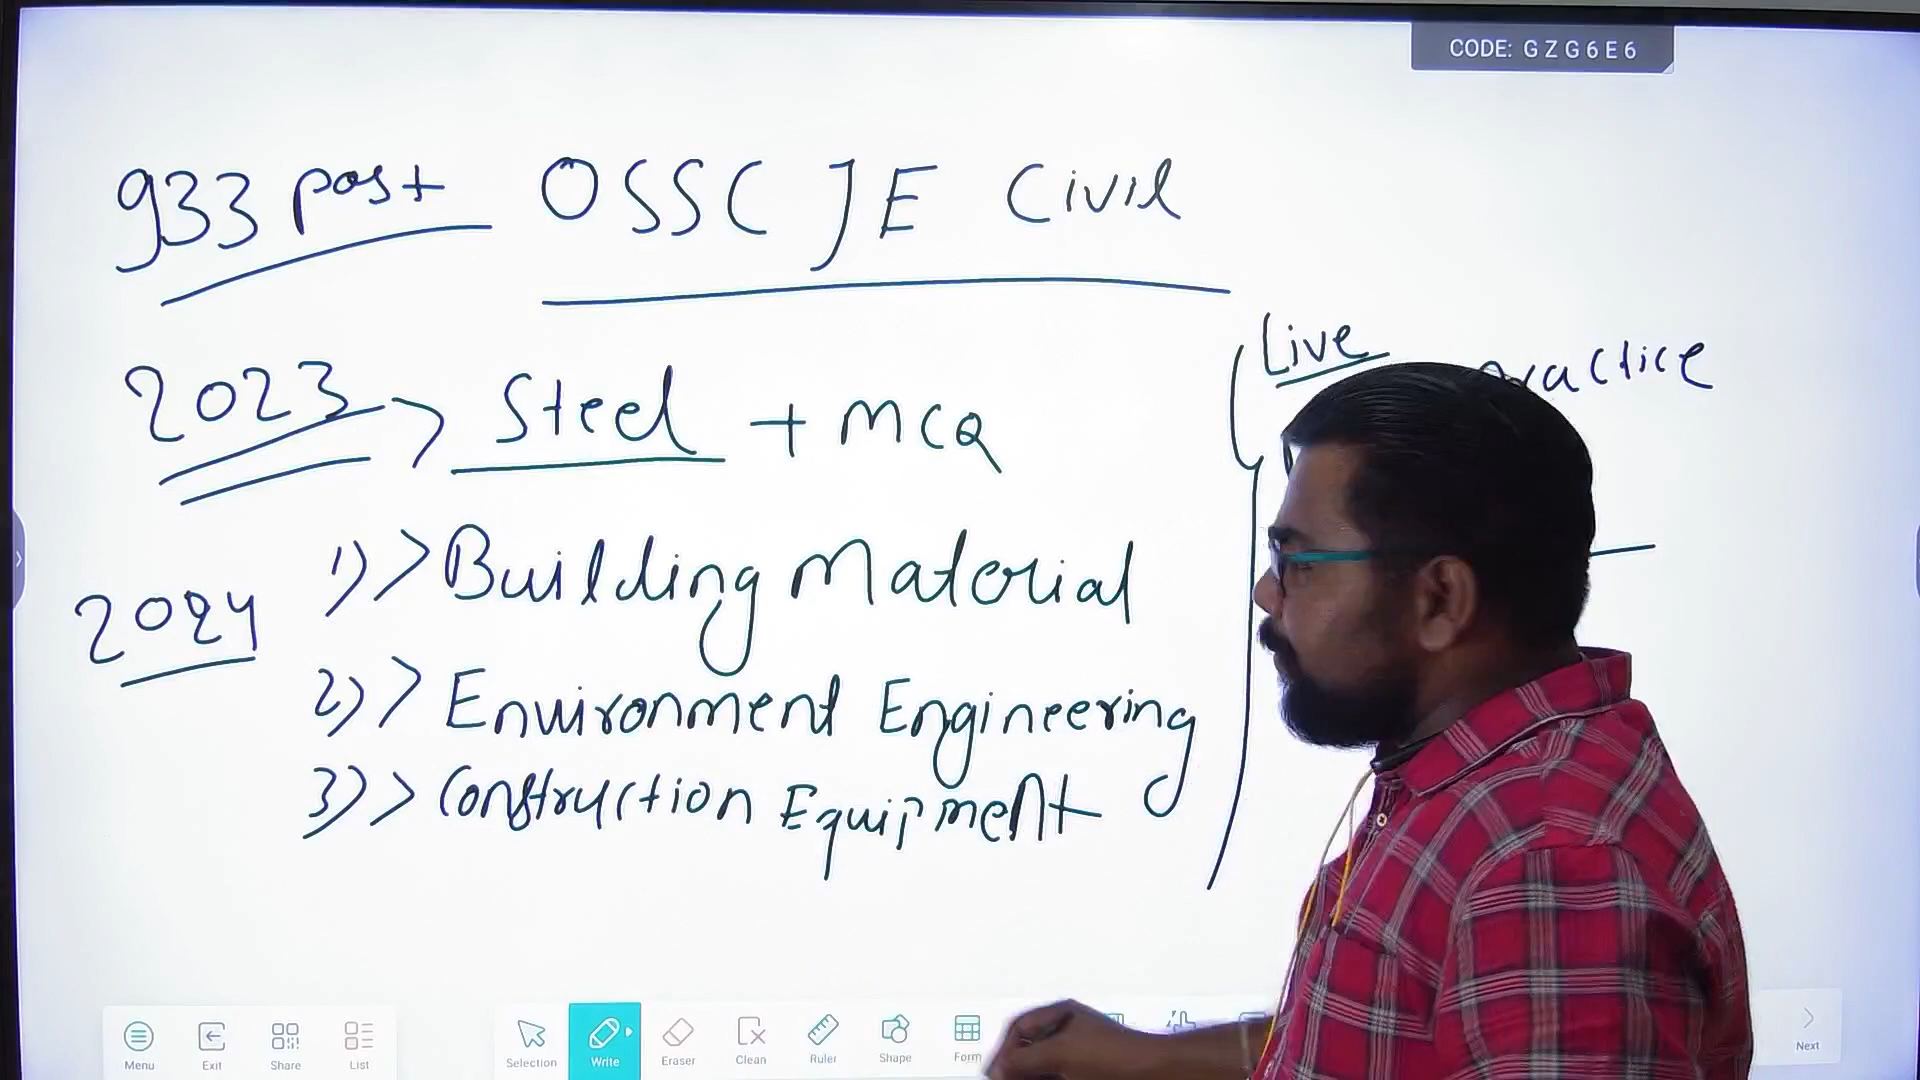 CODE: GZG6E6
933 post OSSC JE Civil
Live
2023 > Steel + MCQ
1) > Building Material
2024
2) > Environment Engineering
3) > Construction Equipment
Menu Exit Share List Selection Write Eraser Clean Ruler Shape Form Next